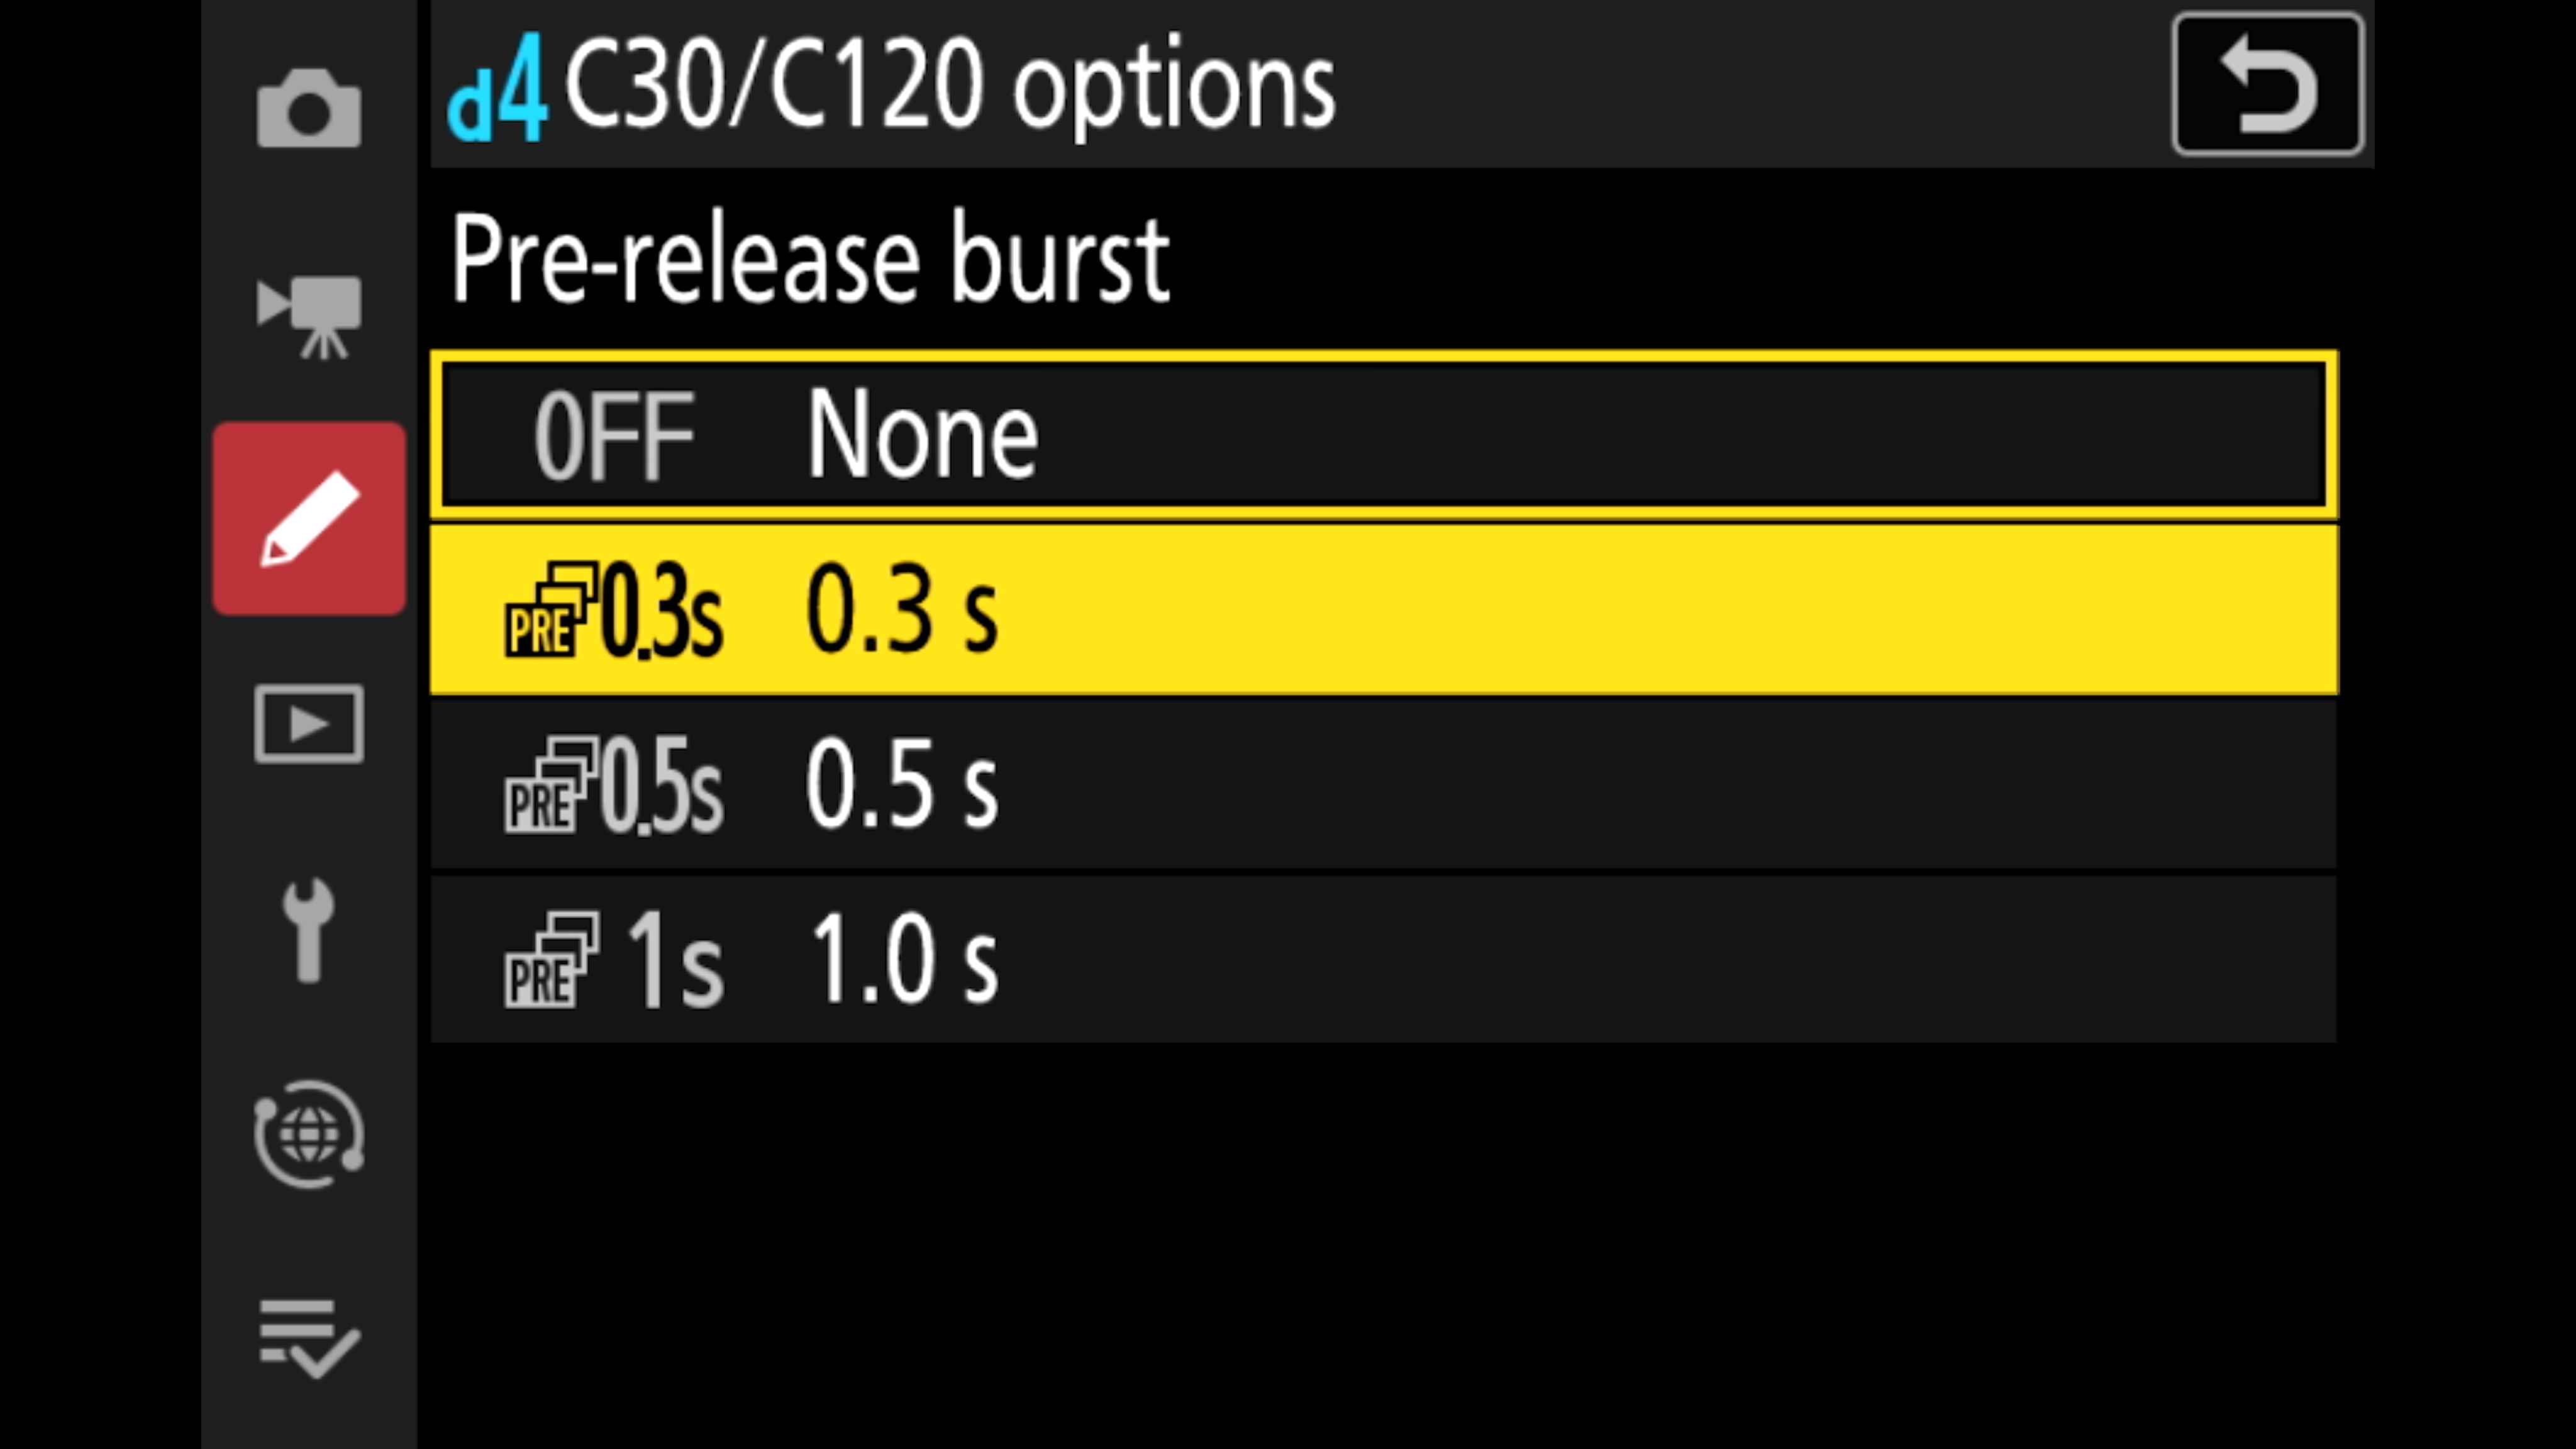 d4 C30/C120 options
Pre-release burst
OFF None
PRE 0.3s 0.3 s
PRE 0.5s 0.5 s
PRE 1s 1.0 s